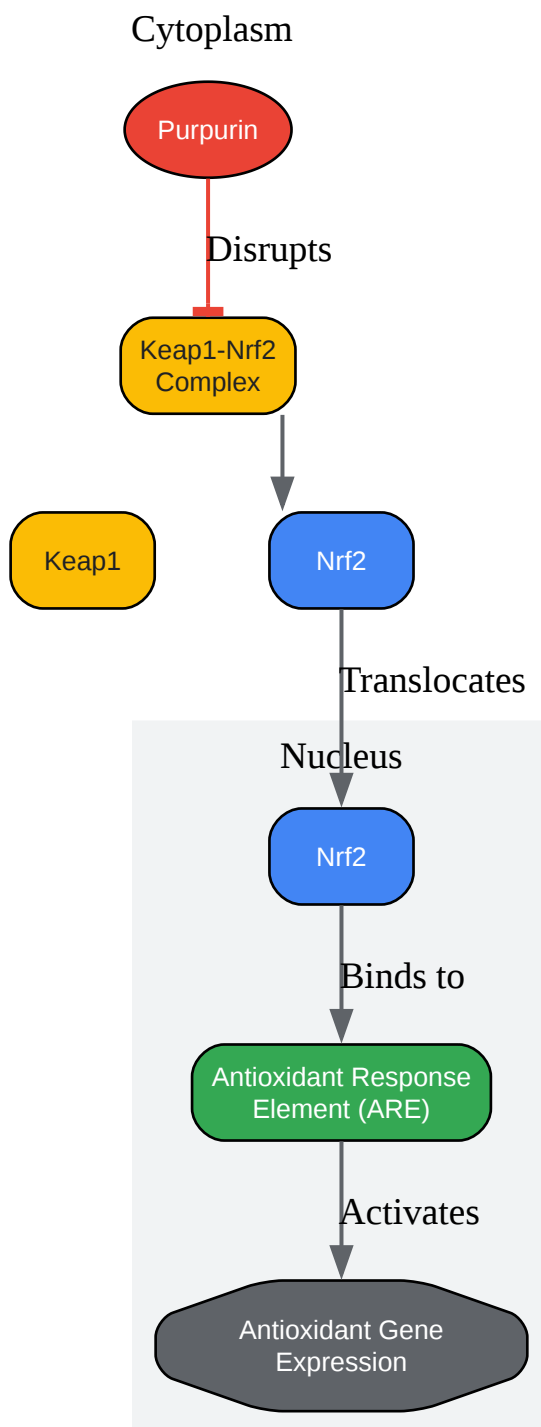 Cytoplasm
Purpurin
Disrupts
Keap1-Nrf2
Complex
Keap1
Nrf2
Translocates
Nucleus
Nrf2
Binds to
Antioxidant Response
Element (ARE)
Activates
Antioxidant Gene
Expression